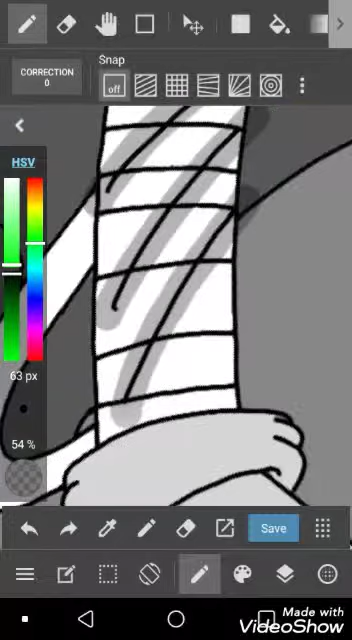 Snap
CORRECTION
0
off
HSV
63 px
54 %
Save
Made with
VideoShow